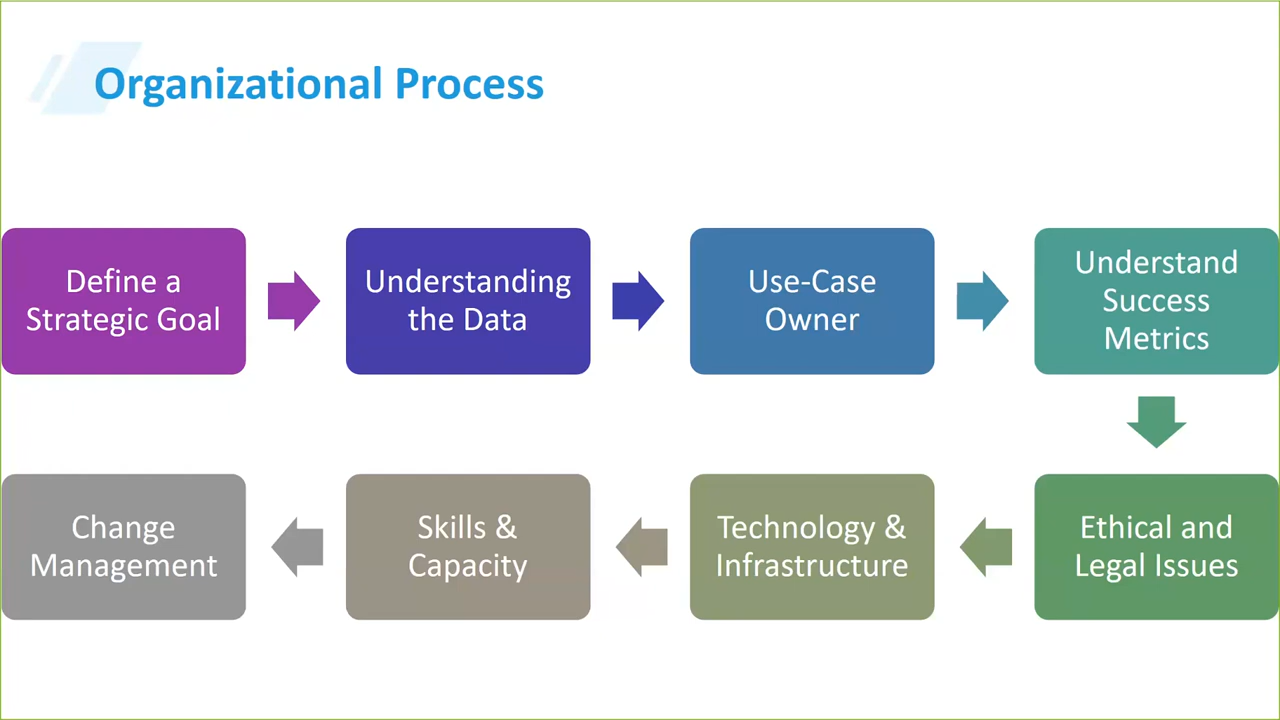 Organizational Process
Define a
Strategic Goal
Understanding
the Data
Use-Case
Owner
Understand
Success
Metrics
Ethical and
Legal Issues
Technology &
Infrastructure
Skills &
Capacity
Change
Management